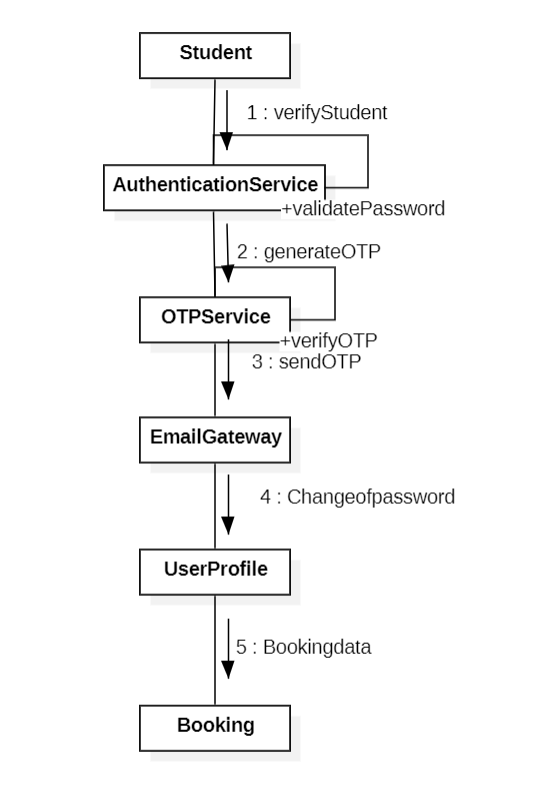 Student
1 : verifyStudent
AuthenticationService
+validatePassword
2 : generateOTP
OTPService
+verifyOTP
3 : sendOTP
EmailGateway
4 : Changeofpassword
UserProfile
5 : Bookingdata
Booking